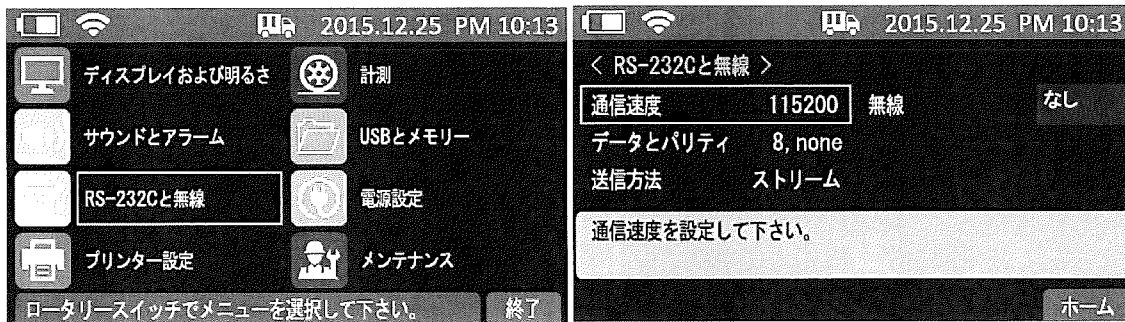 2015.12.25 PM 10:13
ディスプレイおよび明るさ
計測
サウンドとアラーム
USBとメモリー
RS-232Cと無線
電源設定
プリンター設定
メンテナンス
ロータリースイッチでメニューを選択して下さい。
終了
2015.12.25 PM 10:13
< RS-232Cと無線 >
通信速度 115200
無線 なし
データとパリティ 8, none
送信方法 ストリーム
通信速度を設定して下さい。
ホーム